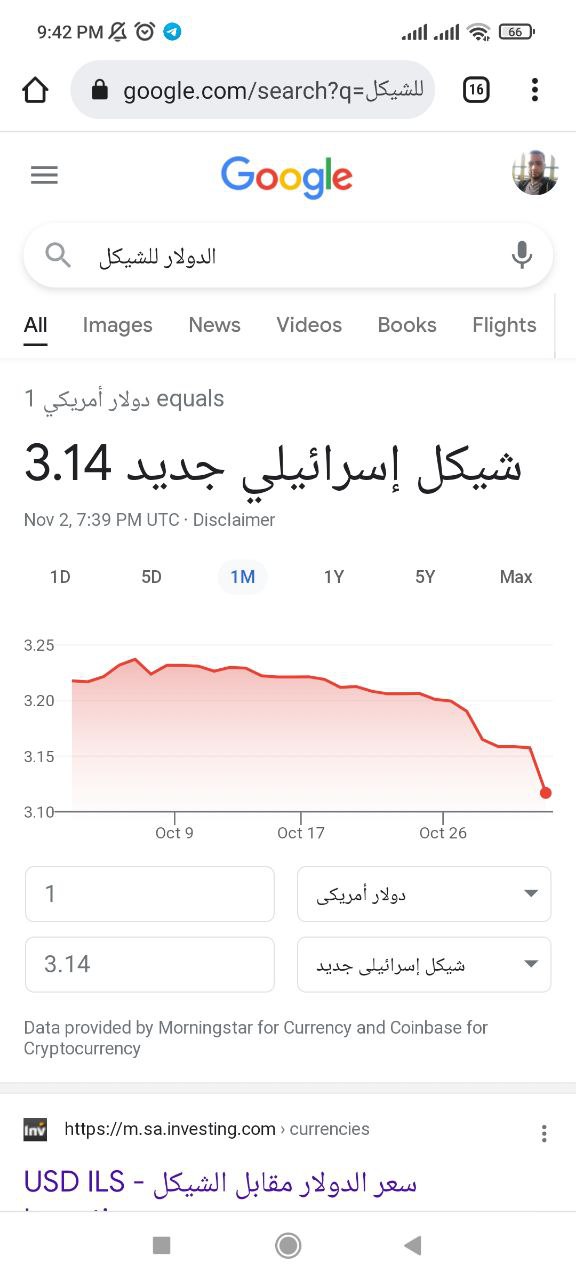 9:42 PM
66
google.com/search?q=للشيكل
16
Google
الدولار للشيكل
All Images News Videos Books Flights
1 دولار أمريكي equals
3.14 شيكل إسرائيلي جديد
Nov 2, 7:39 PM UTC · Disclaimer
1D 5D 1M 1Y 5Y Max
3.25
3.20
3.15
3.10
Oct 9 Oct 17 Oct 26
1 دولار أمريكى
3.14 شيكل إسرائيلى جديد
Data provided by Morningstar for Currency and Coinbase for
Cryptocurrency
Inv https://m.sa.investing.com › currencies
USD ILS - سعر الدولار مقابل الشيكل